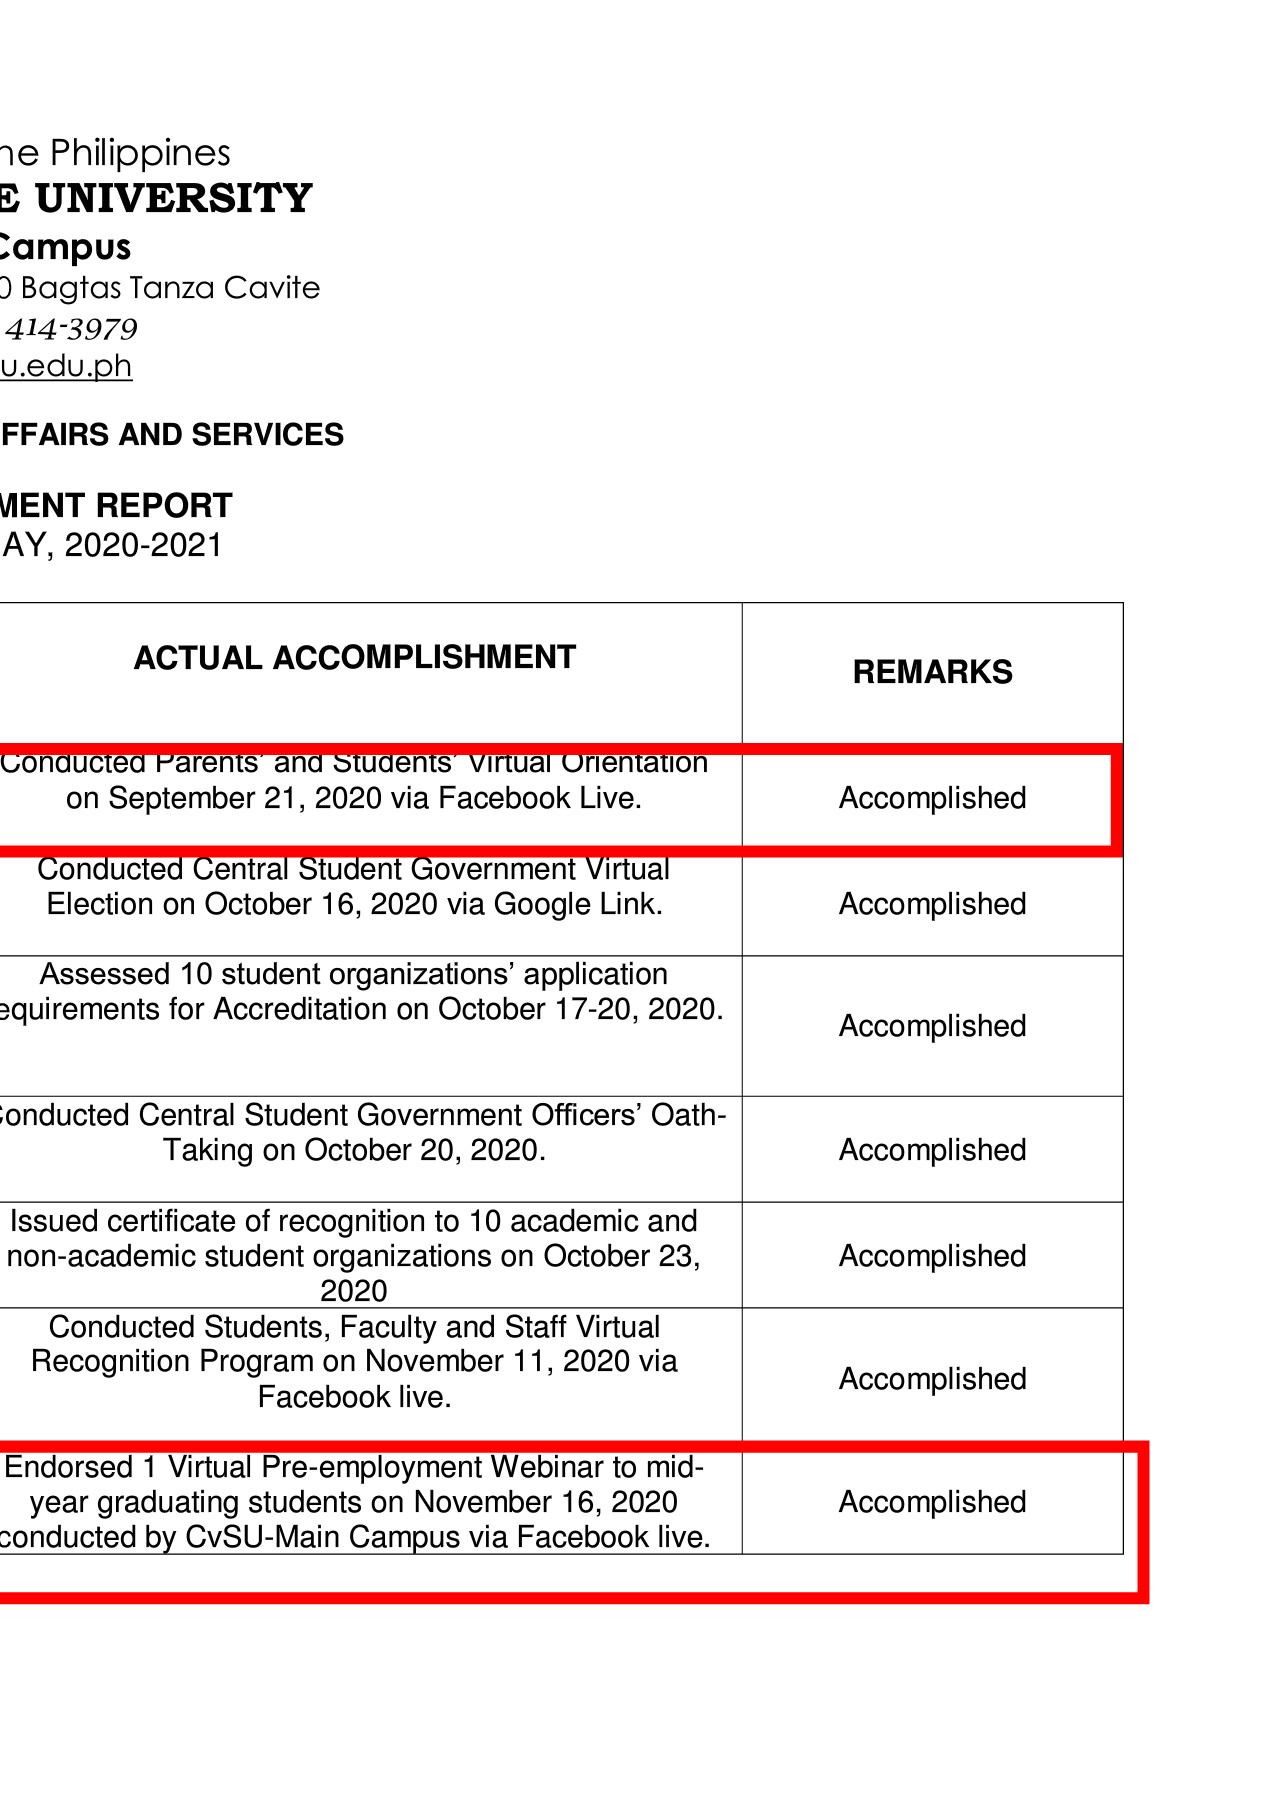 he Philippines
E UNIVERSITY
Campus
0 Bagtas Tanza Cavite
414-3979
u.edu.ph
FFAIRS AND SERVICES
MENT REPORT
AY, 2020-2021
ACTUAL ACCOMPLISHMENT
REMARKS
Conducted Parents’ and Students’ Virtual Orientation
on September 21, 2020 via Facebook Live.
Accomplished
Conducted Central Student Government Virtual
Election on October 16, 2020 via Google Link.
Accomplished
Assessed 10 student organizations’ application
equirements for Accreditation on October 17-20, 2020.
Accomplished
Conducted Central Student Government Officers’ Oath-
Taking on October 20, 2020.
Accomplished
Issued certificate of recognition to 10 academic and
non-academic student organizations on October 23,
2020
Accomplished
Conducted Students, Faculty and Staff Virtual
Recognition Program on November 11, 2020 via
Facebook live.
Accomplished
Endorsed 1 Virtual Pre-employment Webinar to mid-
year graduating students on November 16, 2020
conducted by CvSU-Main Campus via Facebook live.
Accomplished